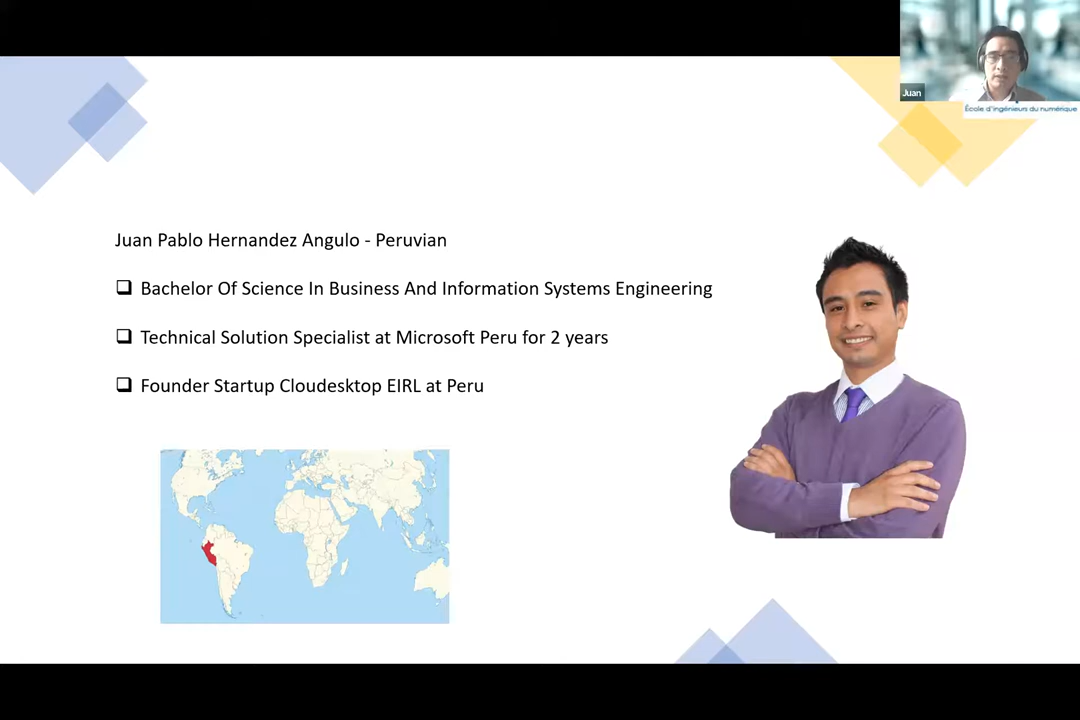 Juan
École d'ingénieurs du numérique
Juan Pablo Hernandez Angulo - Peruvian
Bachelor Of Science In Business And Information Systems Engineering
Technical Solution Specialist at Microsoft Peru for 2 years
Founder Startup Cloudesktop EIRL at Peru